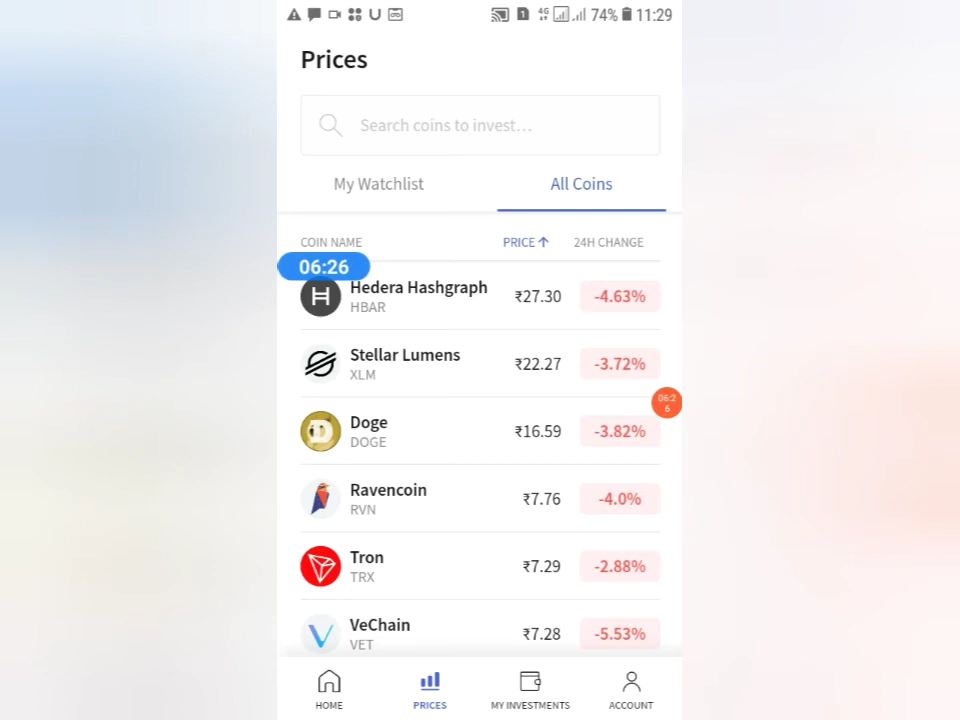 74% 11:29
Prices
Search coins to invest...
My Watchlist All Coins
COIN NAME PRICE↑ 24H CHANGE
06:26
Hedera Hashgraph ₹27.30 -4.63%
HBAR
Stellar Lumens ₹22.27 -3.72%
XLM
06:2
6
Doge ₹16.59 -3.82%
DOGE
Ravencoin ₹7.76 -4.0%
RVN
Tron ₹7.29 -2.88%
TRX
VeChain ₹7.28 -5.53%
VET
HOME PRICES MY INVESTMENTS ACCOUNT